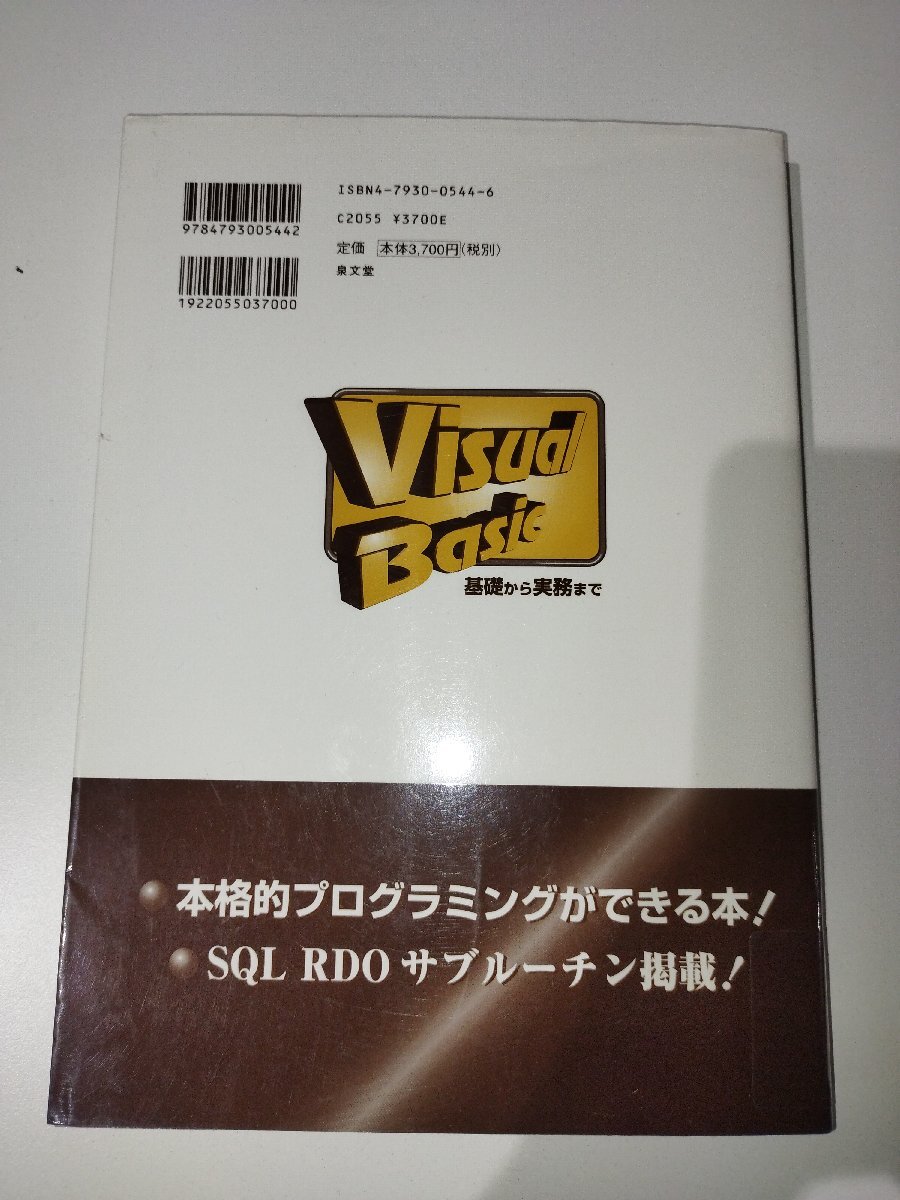 ISBN4-7930-0544-6
C2055 ¥3700E
定価 本体3,700円(税別)
泉文堂
9784793005442
1922055037000
Visual
Basic
基礎から実務まで
本格的プログラミングができる本!
SQL RDO サブルーチン掲載!